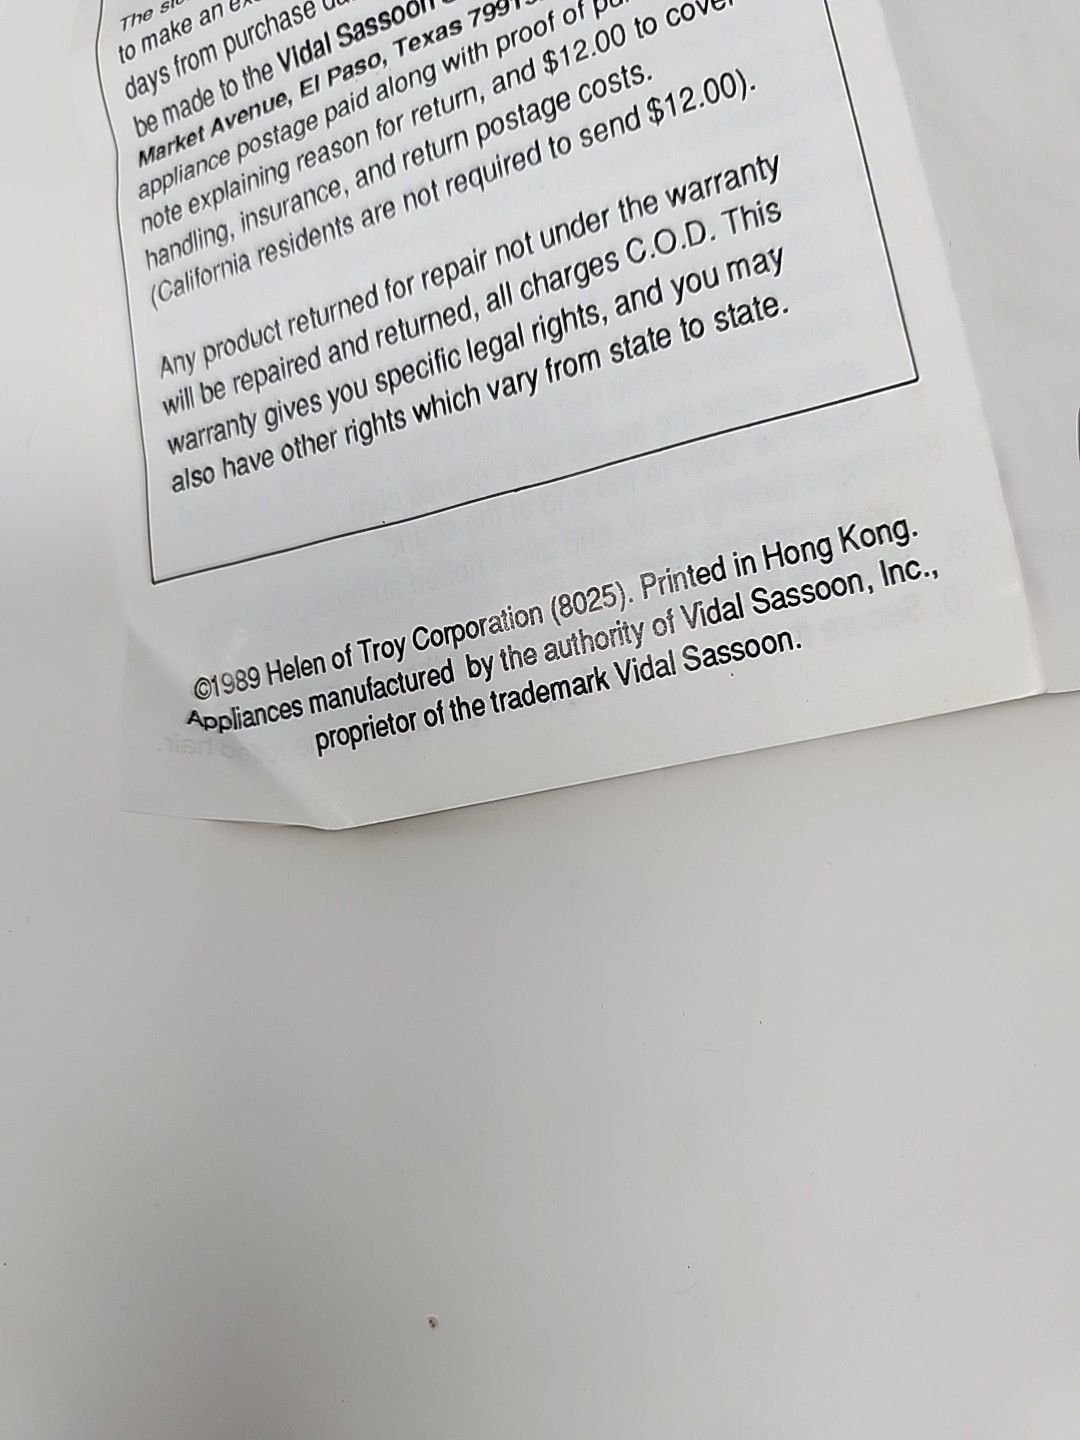 The
to make an
days from purchase
be made to the Vidal Sassoon
Market Avenue, El Paso, Texas
appliance postage paid along with proof of
note explaining reason for return, and $12.00 to cover
handling, insurance, and return postage costs.
(California residents are not required to send $12.00).
Any product returned for repair not under the warranty
will be repaired and returned, all charges C.O.D. This
warranty gives you specific legal rights, and you may
also have other rights which vary from state to state.
©1989 Helen of Troy Corporation (8025). Printed in Hong Kong.
Appliances manufactured by the authority of Vidal Sassoon, Inc.,
proprietor of the trademark Vidal Sassoon.